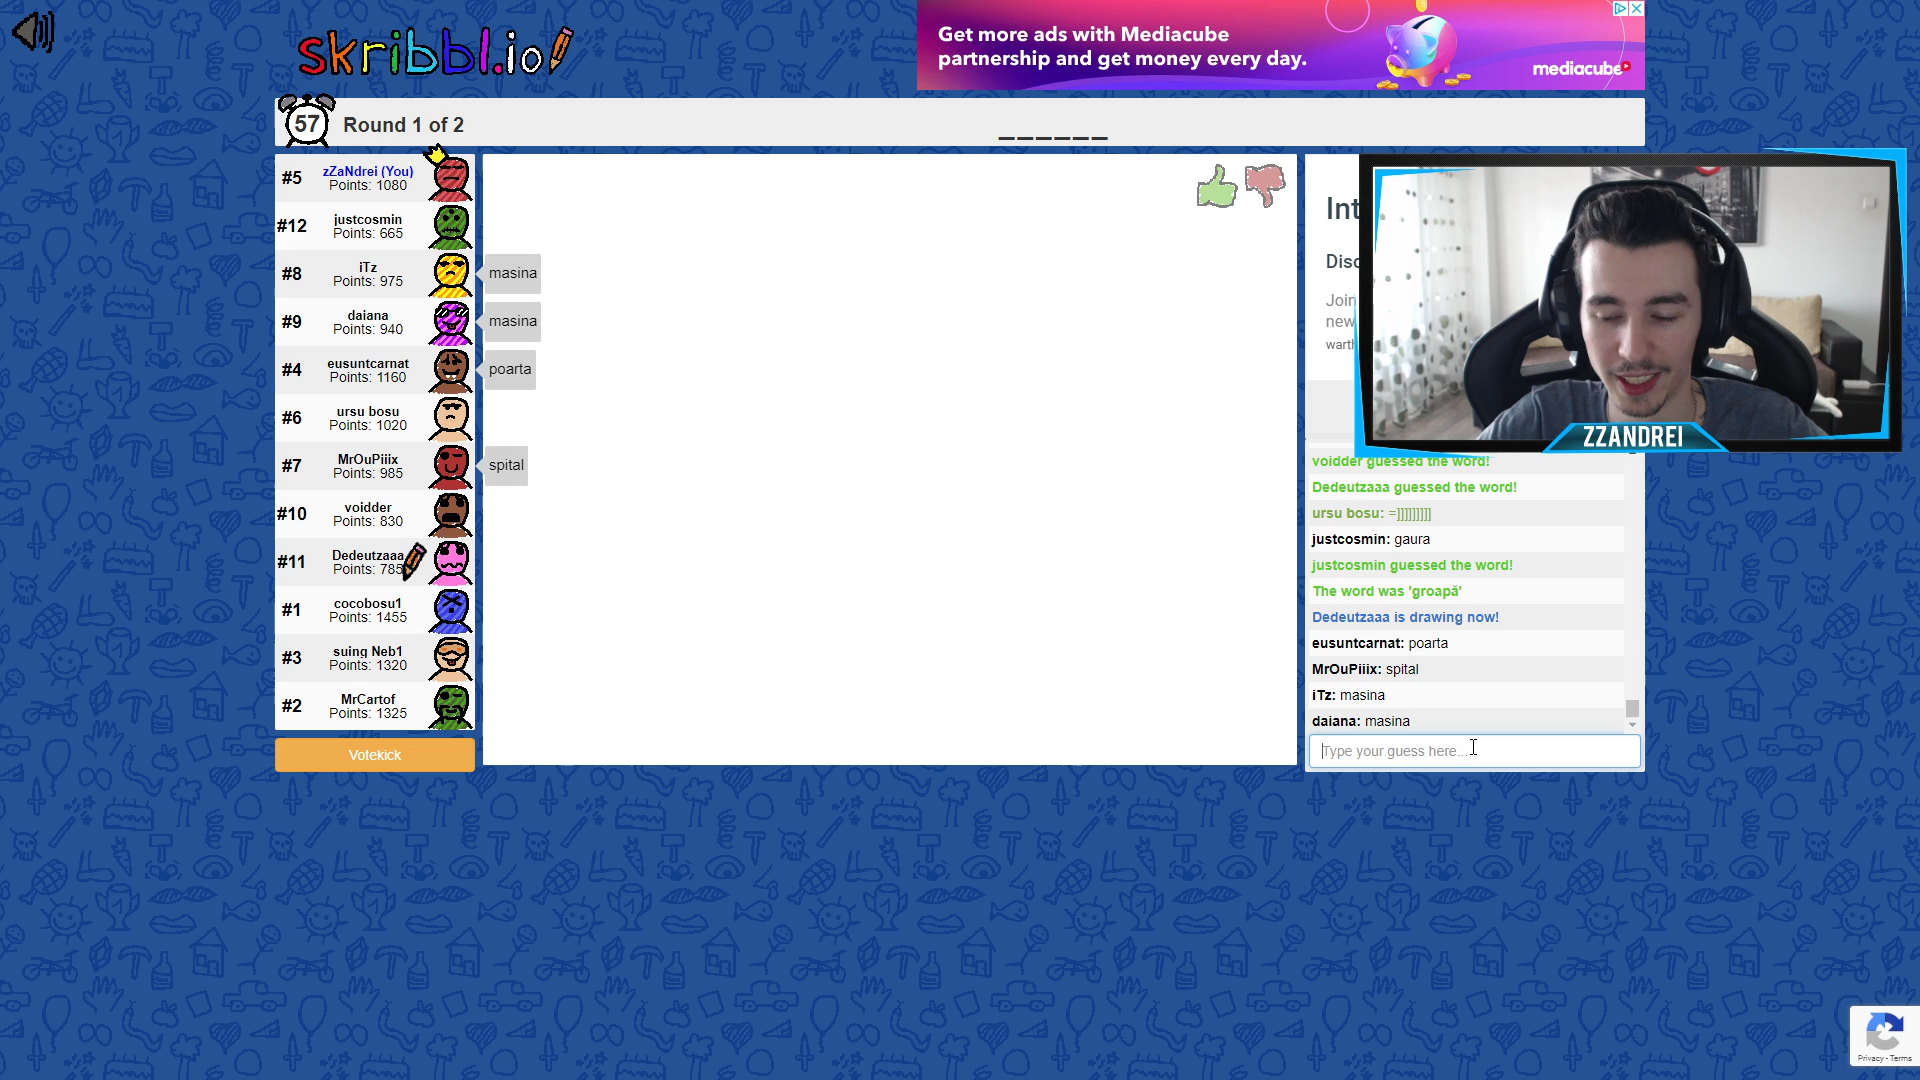 skribbl.io
Get more ads with Mediacube
partnership and get money every day.
mediacube
57
Round 1 of 2
______
#5
zZaNdrei (You)
Points: 1080
#12
justcosmin
Points: 665
#8
iTz
Points: 975
masina
#9
daiana
Points: 940
masina
#4
eusuntcarnat
Points: 1160
poarta
#6
ursu bosu
Points: 1020
#7
MrOuPiiix
Points: 985
spital
#10
voidder
Points: 830
#11
Dedeutzaaa
Points: 785
#1
cocobosu1
Points: 1455
#3
suing Neb1
Points: 1320
#2
MrCartof
Points: 1325
Votekick
Int
Disc
Join
new
ZZANDREI
voidder guessed the word!
Dedeutzaaa guessed the word!
ursu bosu: =]]]]]]]]]
justcosmin: gaura
justcosmin guessed the word!
The word was 'groapă'
Dedeutzaaa is drawing now!
eusuntcarnat: poarta
MrOuPiiix: spital
iTz: masina
daiana: masina
Type your guess here...
Privacy - Terms